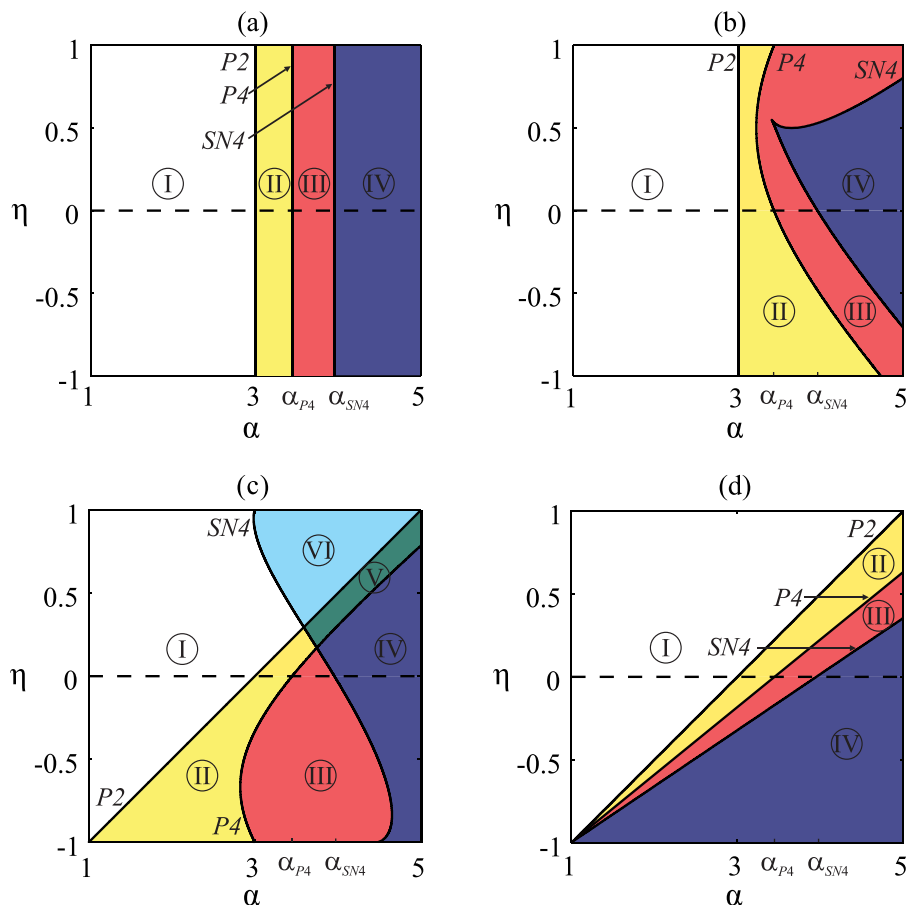 (a)
1
P2
P4
0.5
SN4
I
II
III
IV
η
0
-0.5
-1
1
3
α_P4
α_SN4
5
α
(b)
1
P2
P4
SN4
0.5
I
IV
η
0
-0.5
II
III
-1
1
3
α_P4
α_SN4
5
α
(c)
1
SN4
VI
V
0.5
I
IV
η
0
-0.5
II
III
P2
P4
-1
1
3
α_P4
α_SN4
5
α
(d)
1
P2
II
0.5
P4
III
I
SN4
η
0
IV
-0.5
-1
1
3
α_P4
α_SN4
5
α